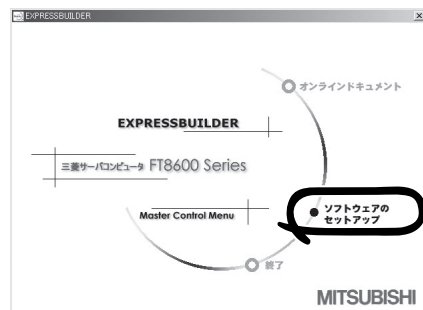 EXPRESSBUILDER
オンラインドキュメント
EXPRESSBUILDER
三菱サーバコンピュータ FT8600 Series
ソフトウェアの
セットアップ
Master Control Menu
終了
MITSUBISHI